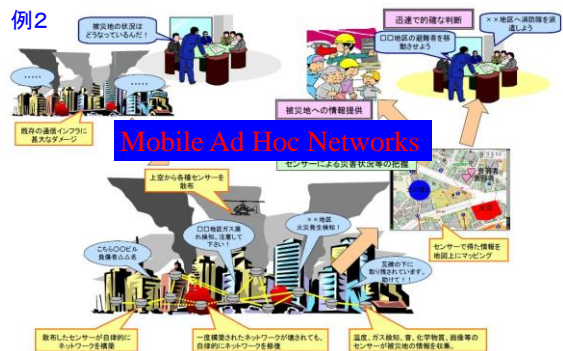 例2
被災地の状況は
どうなっているんだ！
・・・・・
・・・・・
既存の通信インフラに
甚大なダメージ
迅速で的確な判断
□□地区の避難者を移
動させよう
××地区へ消防隊を派
遣しよう
被災地への情報提供
Mobile Ad Hoc Networks
センサーによる災害状況等の把握
上空から各種センサーを
散布
センサーで得た情報を
地図上にマッピング
こちら○○ビル
負傷者△△名
□□地区ガス漏
れ検知、注意して
下さい！
××地区
火災発生検知！
瓦礫の下に
取り残されています。
助けて！！
散布したセンサーが自律的に
ネットワークを構築
一度構築されたネットワークが壊されても、
自律的にネットワークを修復
温度、ガス検知、音、化学物質、画像等の
センサーが被災地の情報を収集。